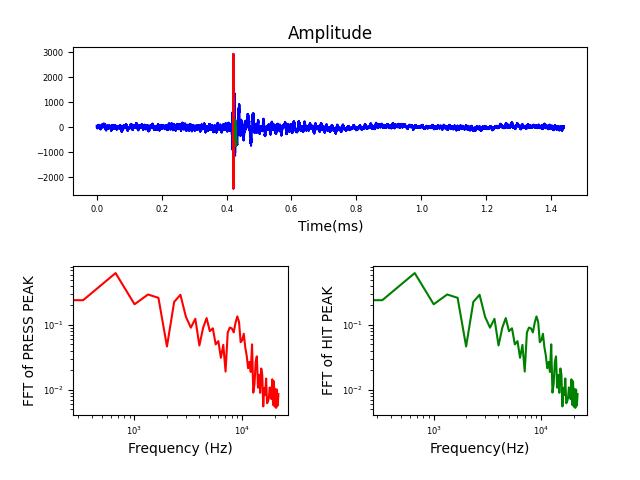 Amplitude
3000
2000
1000
0
−1000
−2000
0.0 0.2 0.4 0.6 0.8 1.0 1.2 1.4
Time(ms)
FFT of PRESS PEAK
10⁻¹
10⁻²
10³ 10⁴
Frequency (Hz)
FFT of HIT PEAK
10⁻¹
10⁻²
10³ 10⁴
Frequency(Hz)